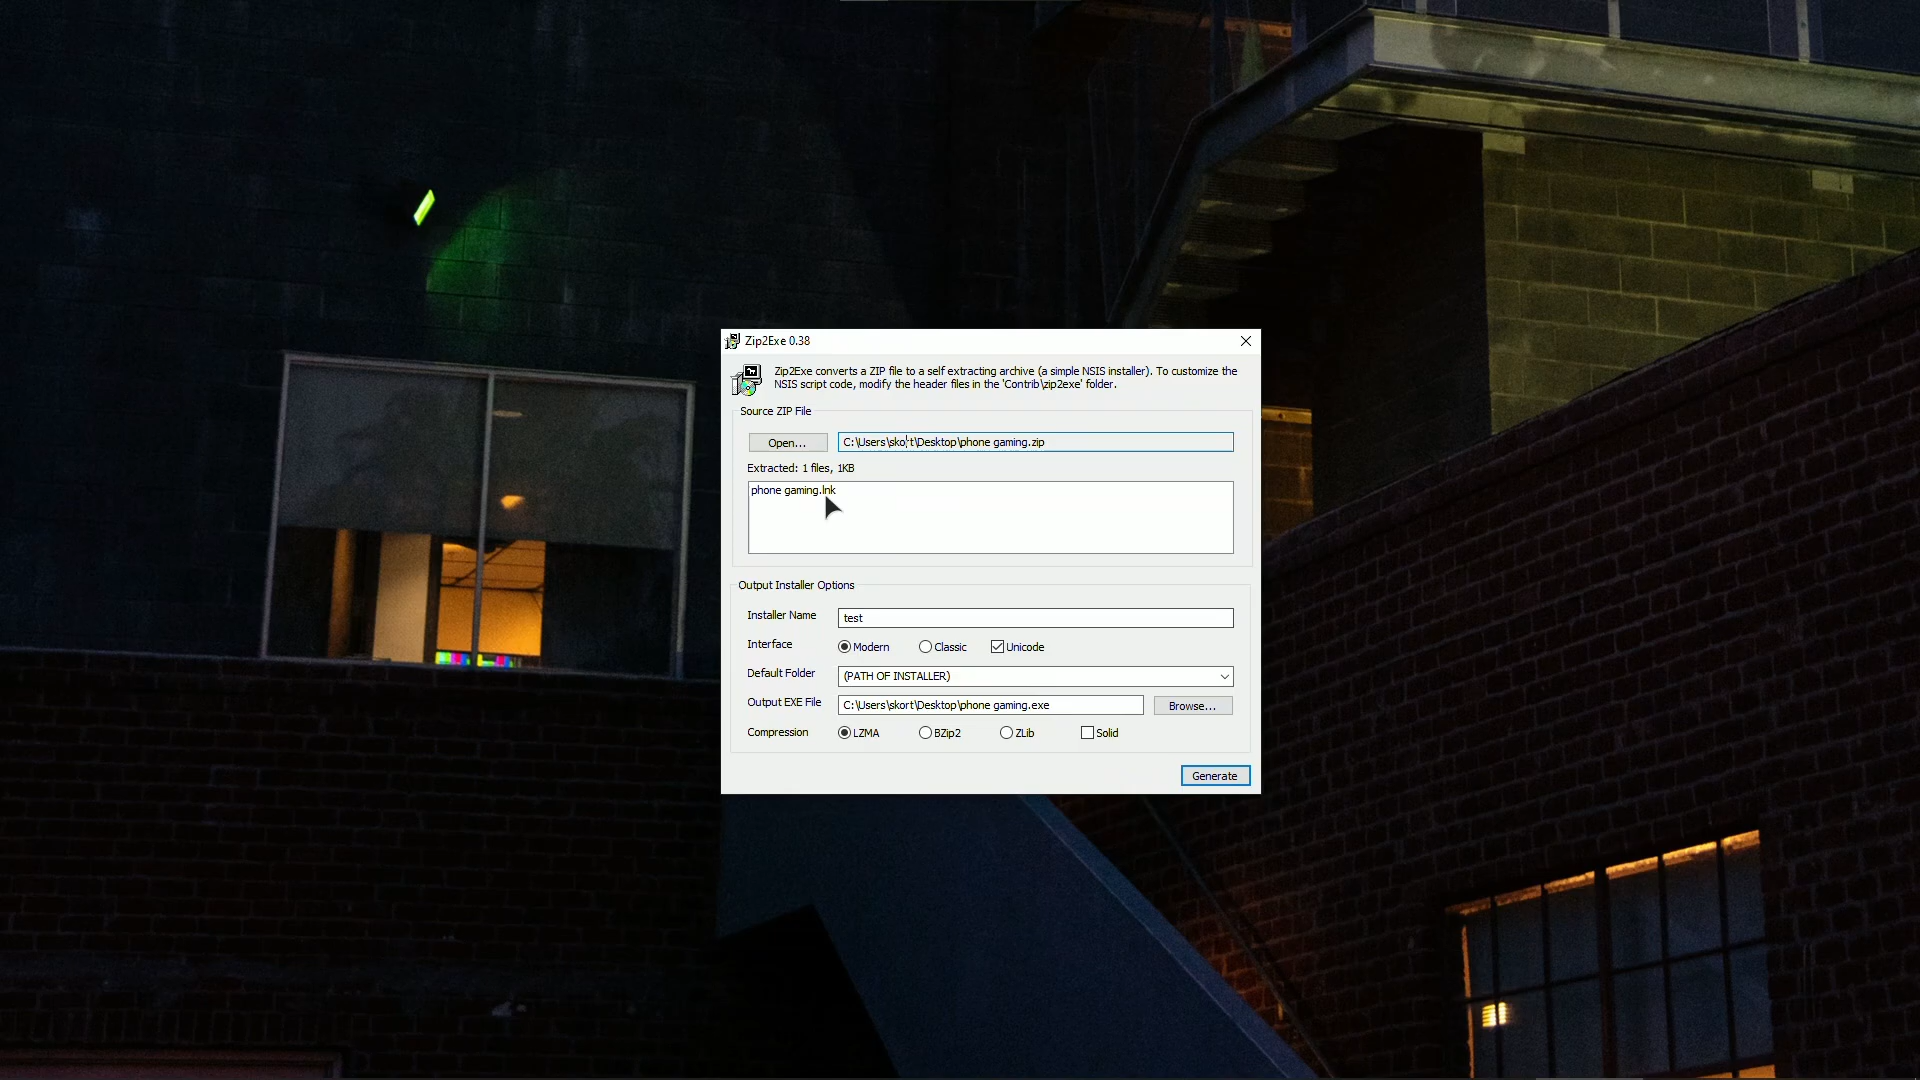 Zip2Exe 0.38
Zip2Exe converts a ZIP file to a self extracting archive (a simple NSIS installer). To customize the
NSIS script code, modify the header files in the 'Contrib\zip2exe' folder.
Source ZIP File
Open... C:\Users\skort\Desktop\phone gaming.zip
Extracted: 1 files, 1KB
phone gaming.lnk
Output Installer Options
Installer Name test
Interface Modern Classic Unicode
Default Folder (PATH OF INSTALLER)
Output EXE File C:\Users\skort\Desktop\phone gaming.exe Browse...
Compression LZMA BZip2 ZLib Solid
Generate